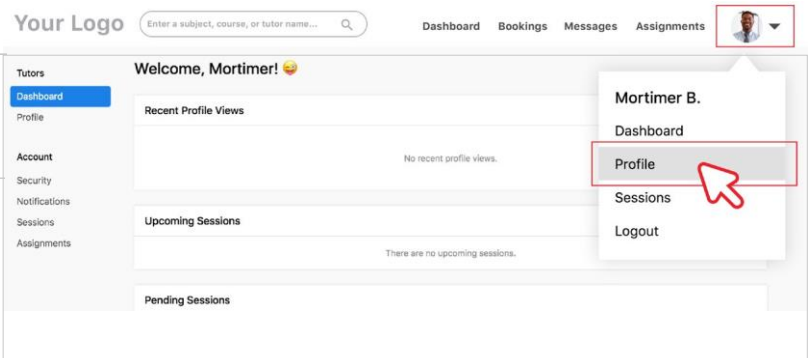 Your Logo
Enter a subject, course, or tutor name...
Dashboard Bookings Messages Assignments
Tutors
Dashboard
Profile
Account
Security
Notifications
Sessions
Assignments
Welcome, Mortimer! 😜
Recent Profile Views
No recent profile views.
Upcoming Sessions
There are no upcoming sessions.
Pending Sessions
Mortimer B.
Dashboard
Profile
Sessions
Logout